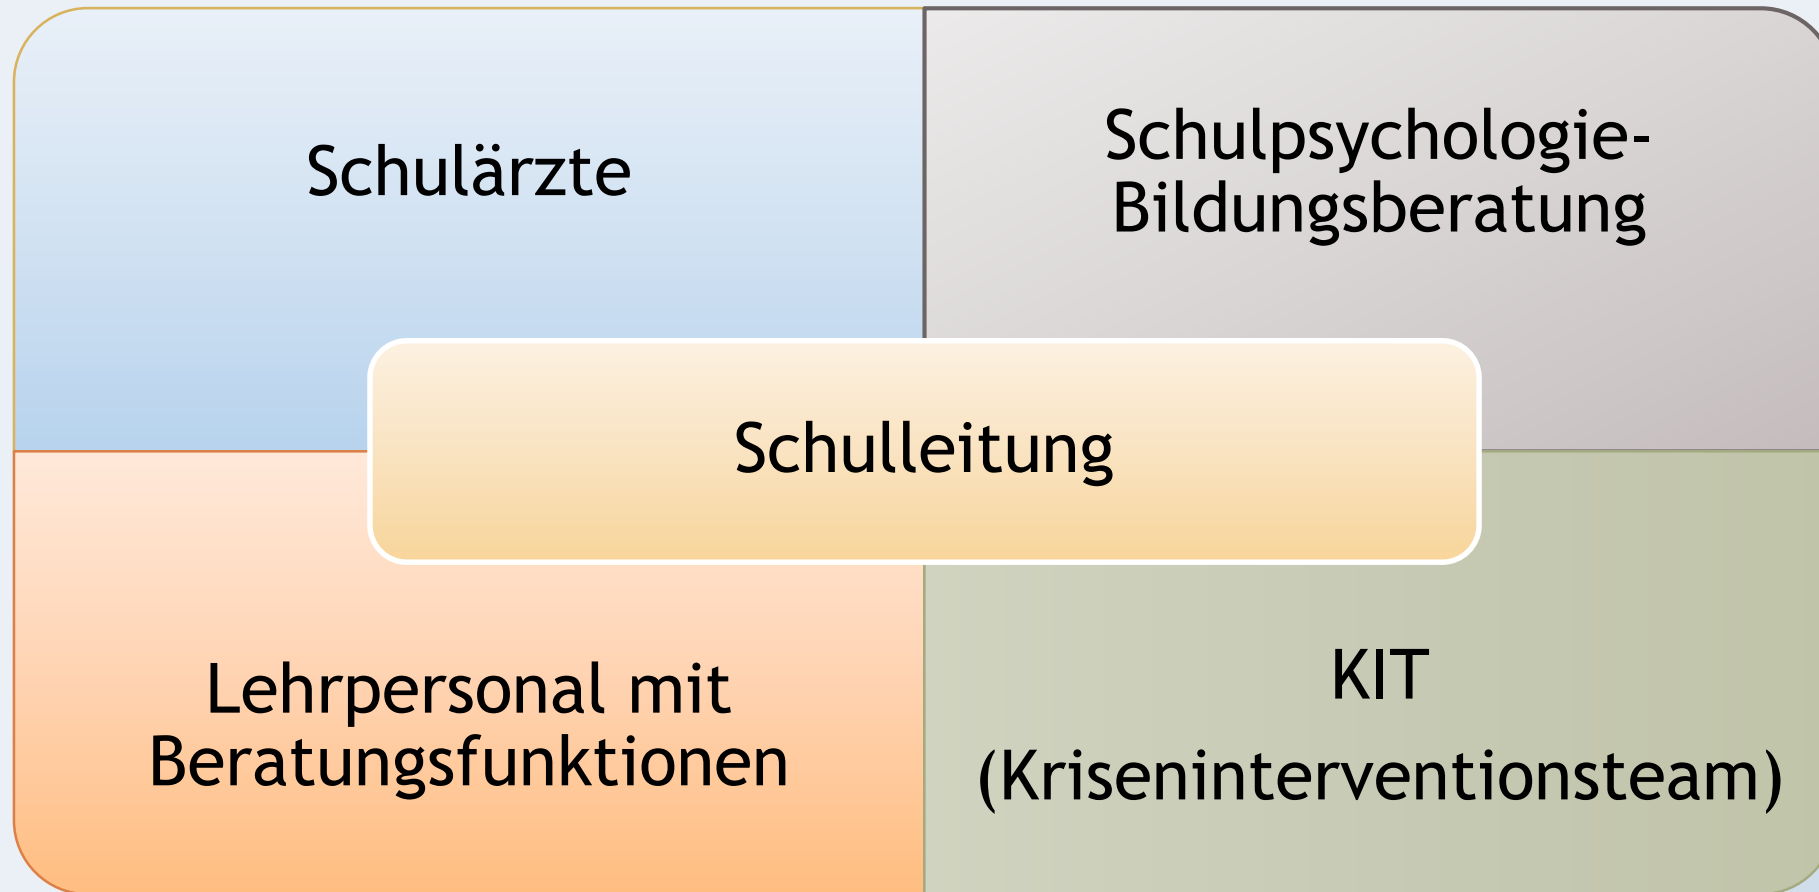 Schulärzte
Schulpsychologie-
Bildungsberatung
Schulleitung
Lehrpersonal mit
Beratungsfunktionen
KIT
(Kriseninterventionsteam)